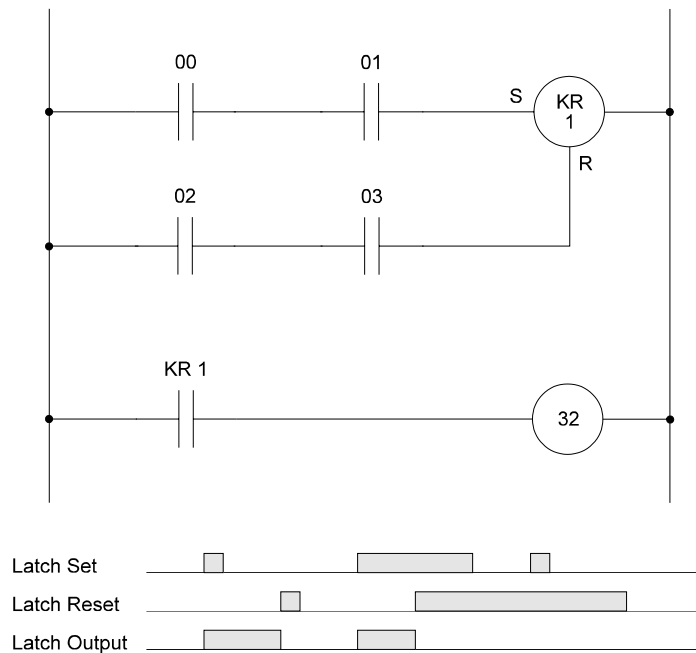 00 01
S KR
1
R
02 03
KR 1
32
Latch Set
Latch Reset
Latch Output